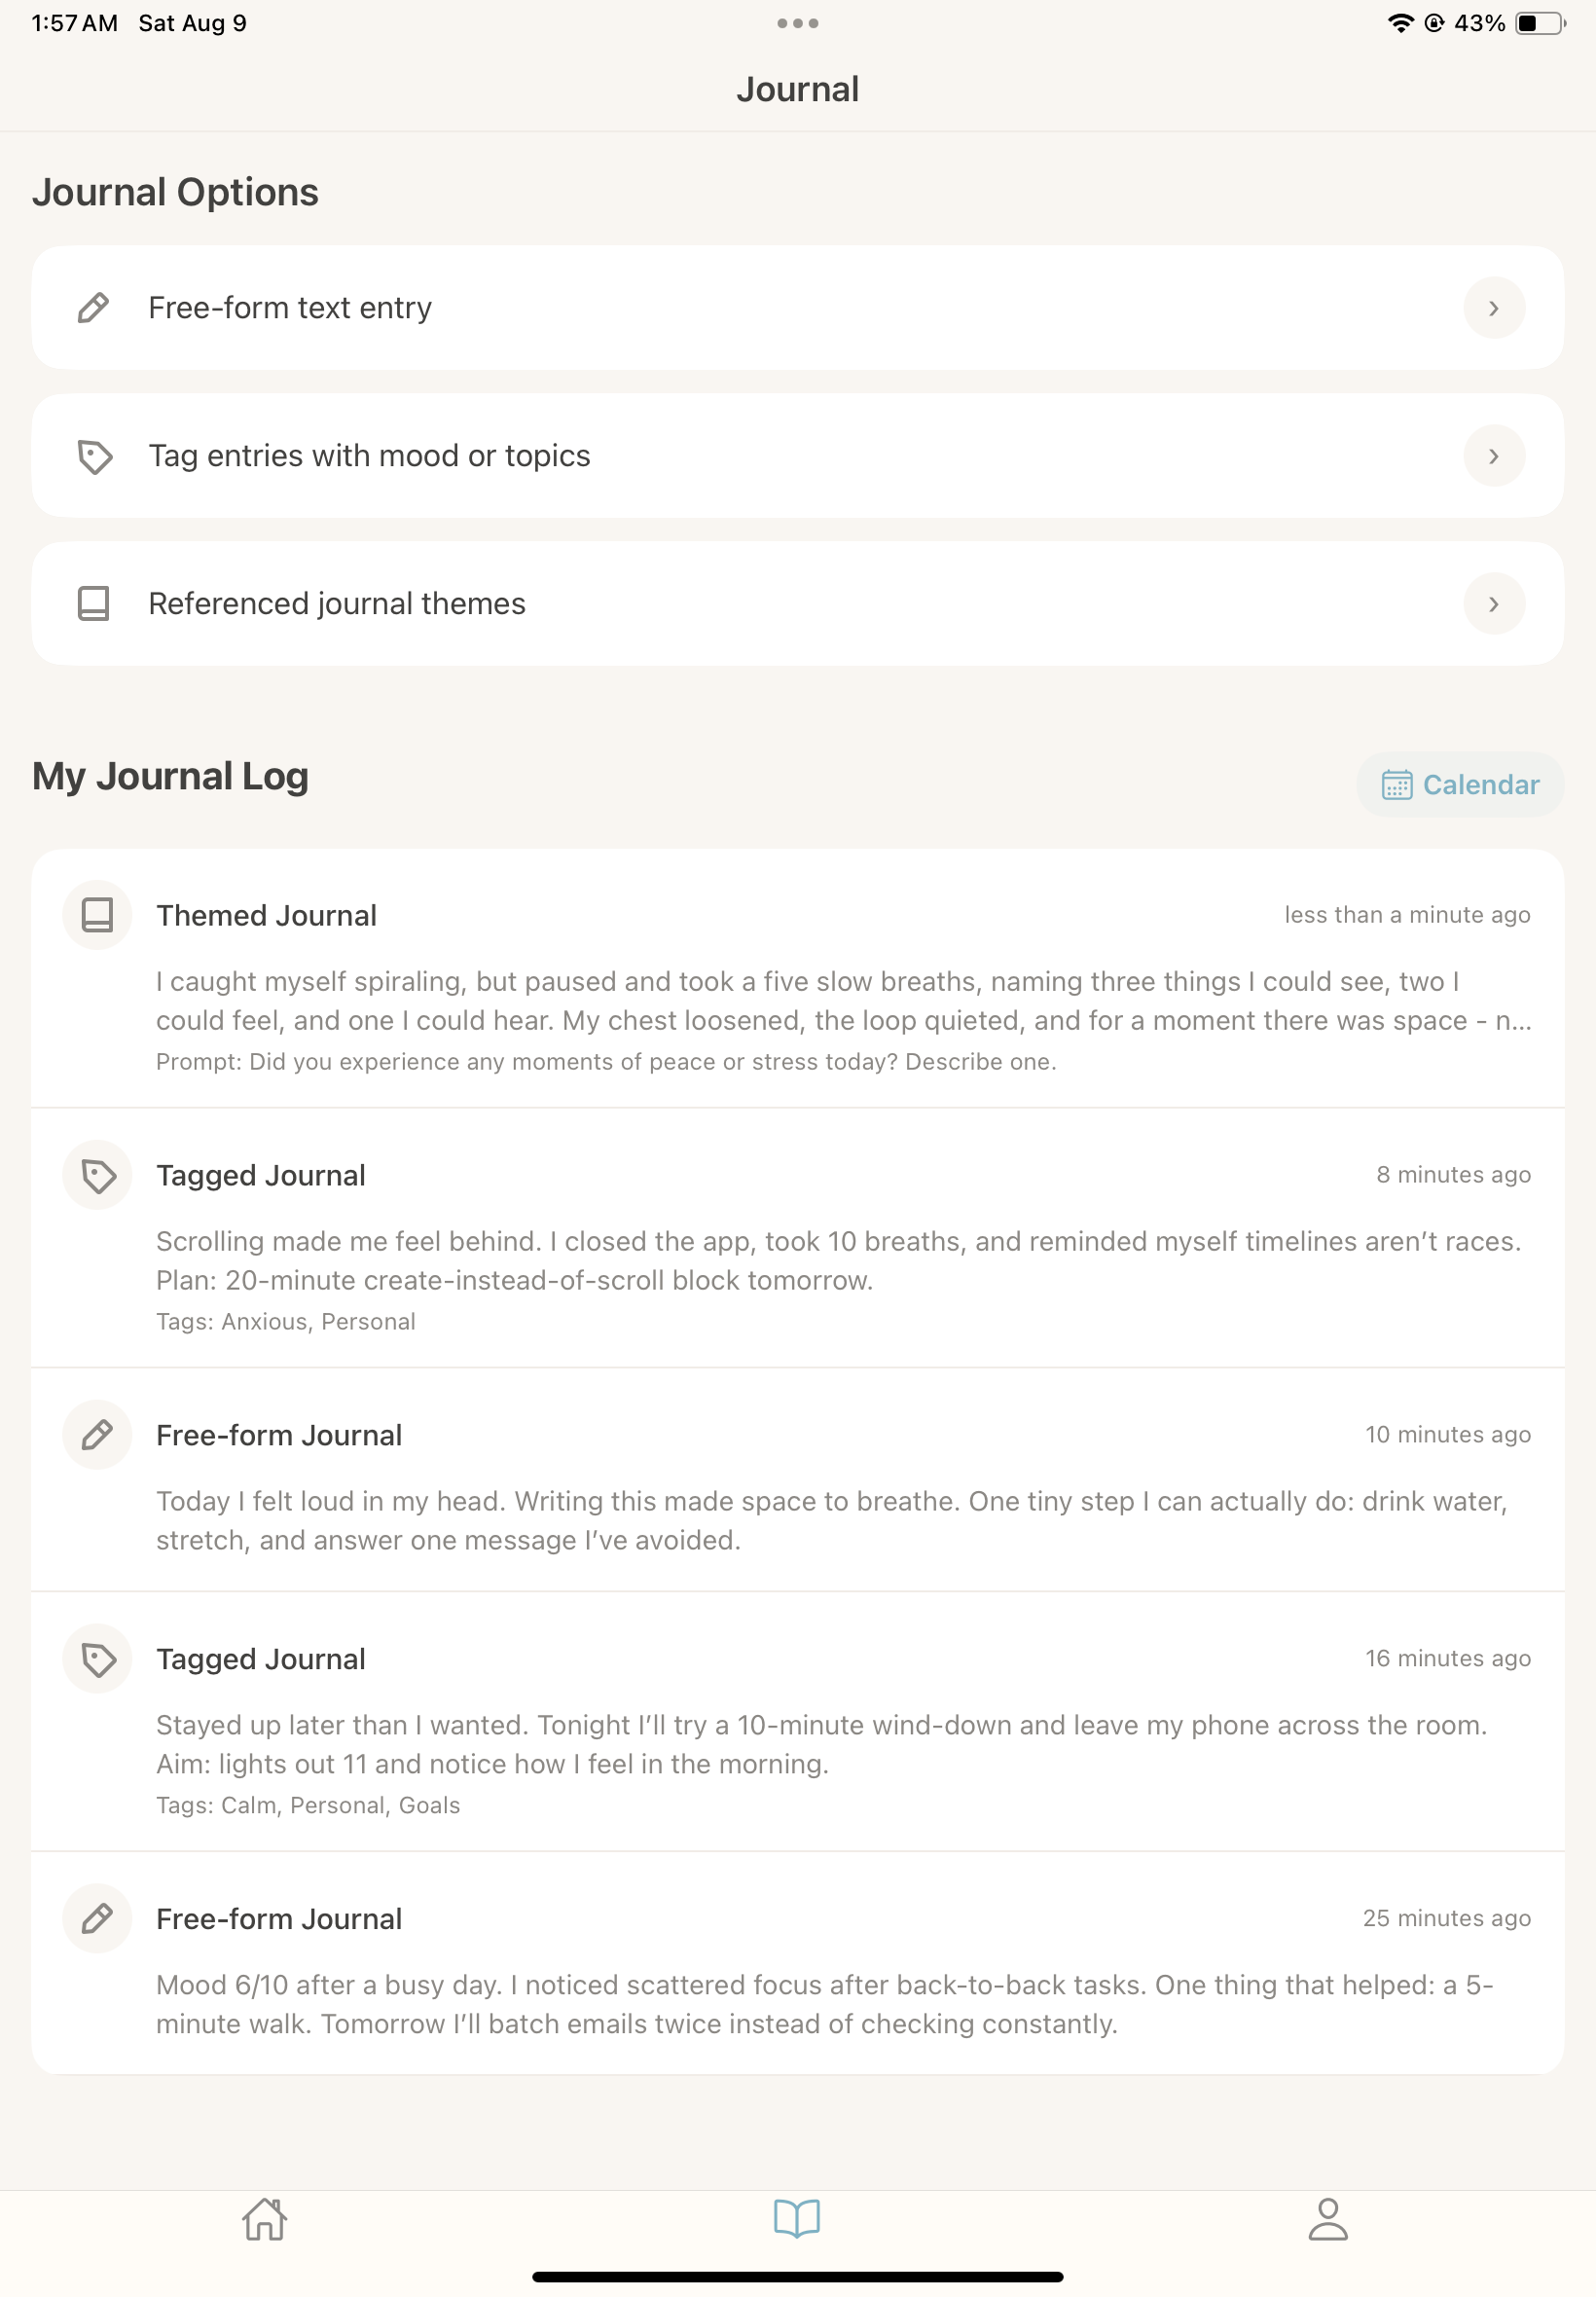 1:57 AM Sat Aug 9
43%
Journal
Journal Options
Free-form text entry
Tag entries with mood or topics
Referenced journal themes
My Journal Log
Calendar
Themed Journal
less than a minute ago
I caught myself spiraling, but paused and took a five slow breaths, naming three things I could see, two I
could feel, and one I could hear. My chest loosened, the loop quieted, and for a moment there was space - n...
Prompt: Did you experience any moments of peace or stress today? Describe one.
Tagged Journal
8 minutes ago
Scrolling made me feel behind. I closed the app, took 10 breaths, and reminded myself timelines aren’t races.
Plan: 20-minute create-instead-of-scroll block tomorrow.
Tags: Anxious, Personal
Free-form Journal
10 minutes ago
Today I felt loud in my head. Writing this made space to breathe. One tiny step I can actually do: drink water,
stretch, and answer one message I’ve avoided.
Tagged Journal
16 minutes ago
Stayed up later than I wanted. Tonight I’ll try a 10-minute wind-down and leave my phone across the room.
Aim: lights out 11 and notice how I feel in the morning.
Tags: Calm, Personal, Goals
Free-form Journal
25 minutes ago
Mood 6/10 after a busy day. I noticed scattered focus after back-to-back tasks. One thing that helped: a 5-
minute walk. Tomorrow I’ll batch emails twice instead of checking constantly.